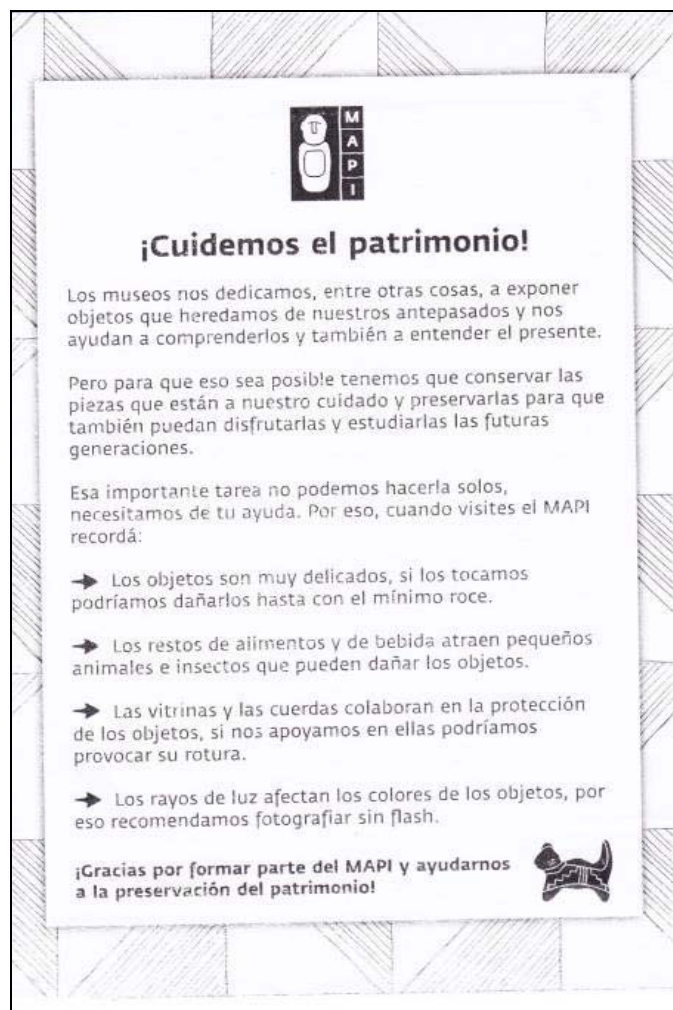 MAPI
¡Cuidemos el patrimonio!
Los museos nos dedicamos, entre otras cosas, a exponer
objetos que heredamos de nuestros antepasados y nos
ayudan a comprenderlos y también a entender el presente.
Pero para que eso sea posible tenemos que conservar las
piezas que están a nuestro cuidado y preservarlas para que
también puedan disfrutarlas y estudiarlas las futuras
generaciones.
Esa importante tarea no podemos hacerla solos,
necesitamos de tu ayuda. Por eso, cuando visites el MAPI
recordá:
➔ Los objetos son muy delicados, si los tocamos
podríamos dañarlos hasta con el mínimo roce.
➔ Los restos de alimentos y de bebida atraen pequeños
animales e insectos que pueden dañar los objetos.
➔ Las vitrinas y las cuerdas colaboran en la protección
de los objetos, si nos apoyamos en ellas podríamos
provocar su rotura.
➔ Los rayos de luz afectan los colores de los objetos, por
eso recomendamos fotografiar sin flash.
¡Gracias por formar parte del MAPI y ayudarnos
a la preservación del patrimonio!